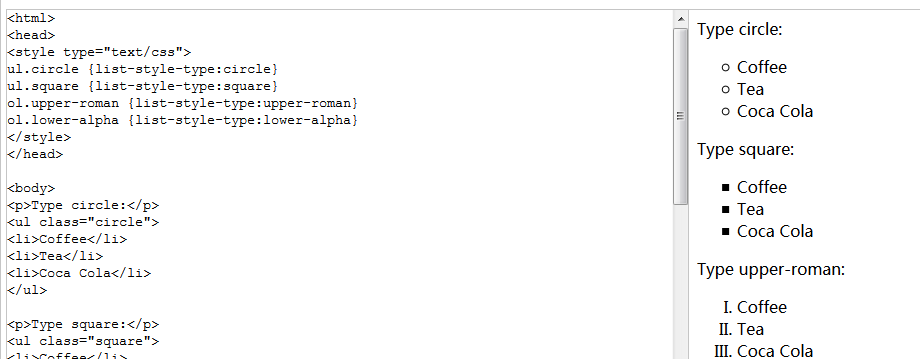 <html>
<head>
<style type="text/css">
ul.circle {list-style-type:circle}
ul.square {list-style-type:square}
ol.upper-roman {list-style-type:upper-roman}
ol.lower-alpha {list-style-type:lower-alpha}
</style>
</head>

<body>
<p>Type circle:</p>
<ul class="circle">
<li>Coffee</li>
<li>Tea</li>
<li>Coca Cola</li>
</ul>

<p>Type square:</p>
<ul class="square">
<li>Coffee</li>
Type circle:
Coffee
Tea
Coca Cola
Type square:
Coffee
Tea
Coca Cola
Type upper-roman:
I. Coffee
II. Tea
III. Coca Cola